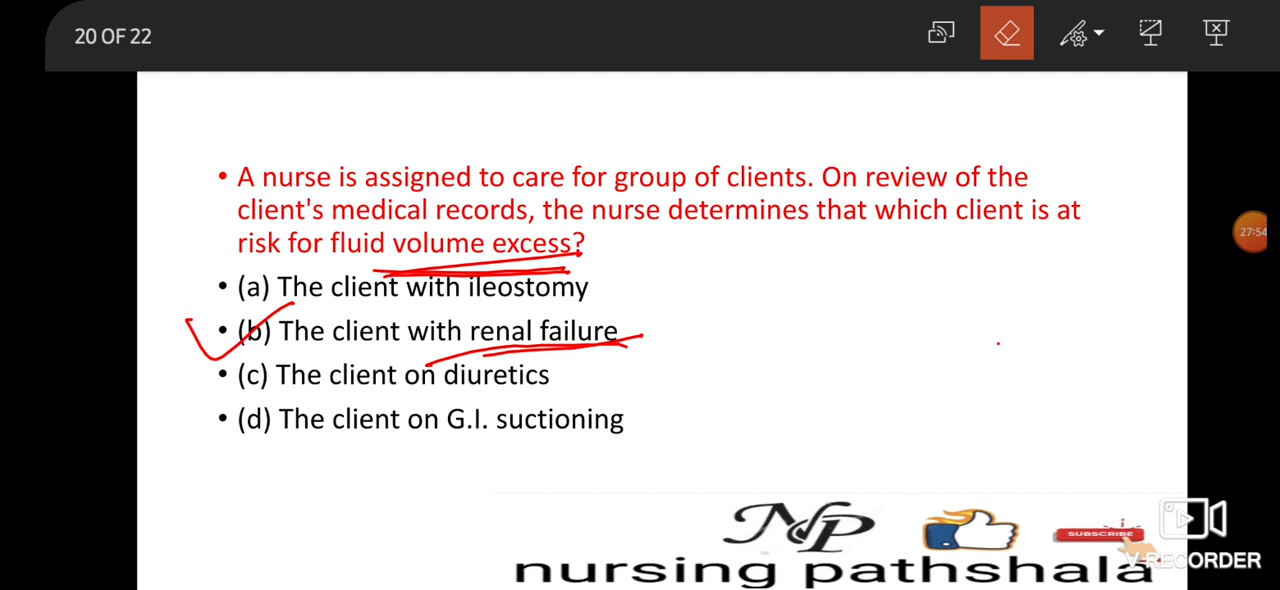 20 OF 22
• A nurse is assigned to care for group of clients. On review of the
client's medical records, the nurse determines that which client is at
risk for fluid volume excess?
27:54
• (a) The client with ileostomy
• (b) The client with renal failure
• (c) The client on diuretics
• (d) The client on G.I. suctioning
NP
SUBSCRIBE
V RECORDER
nursing pathshala